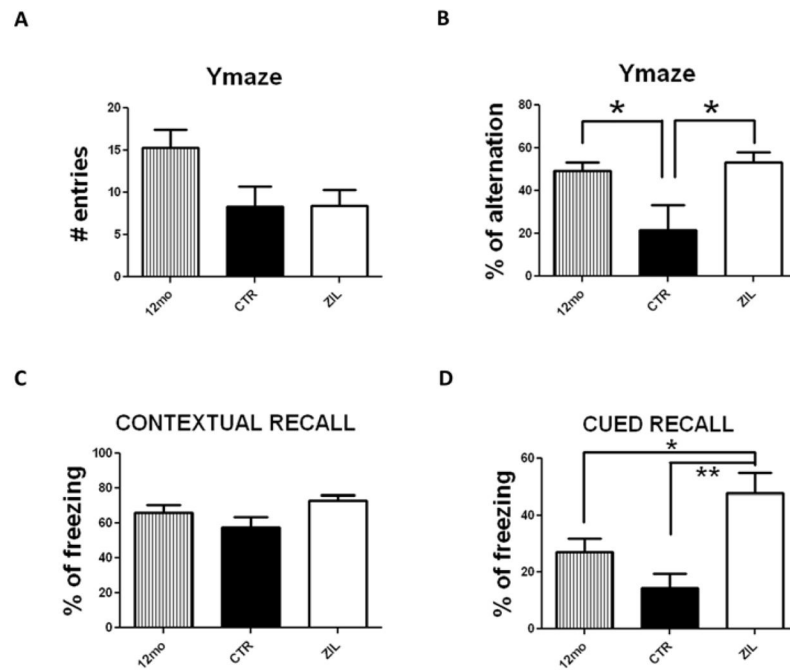 A
Ymaze
# entries
20
15
10
5
0
12mo
CTR
ZIL
B
Ymaze
% of alternation
80
60
40
20
0
*
*
12mo
CTR
ZIL
C
CONTEXTUAL RECALL
% of freezing
100
80
60
40
20
0
12mo
CTR
ZIL
D
CUED RECALL
% of freezing
60
40
20
0
*
**
12mo
CTR
ZIL